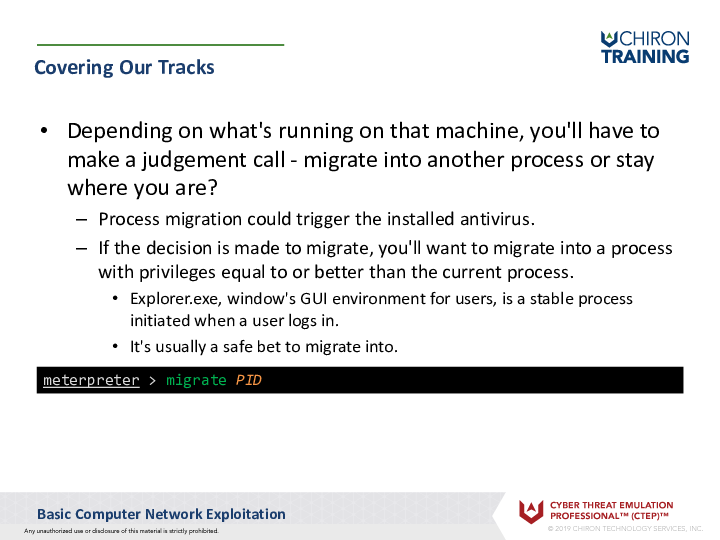 CHIRON
TRAINING
Covering Our Tracks
• Depending on what's running on that machine, you'll have to
make a judgement call - migrate into another process or stay
where you are?
– Process migration could trigger the installed antivirus.
– If the decision is made to migrate, you'll want to migrate into a process
with privileges equal to or better than the current process.
• Explorer.exe, window's GUI environment for users, is a stable process
initiated when a user logs in.
• It's usually a safe bet to migrate into.
meterpreter > migrate PID
Basic Computer Network Exploitation
Any unauthorized use or disclosure of this material is strictly prohibited.
CYBER THREAT EMULATION
PROFESSIONAL™ (CTEP)™
© 2019 CHIRON TECHNOLOGY SERVICES, INC.